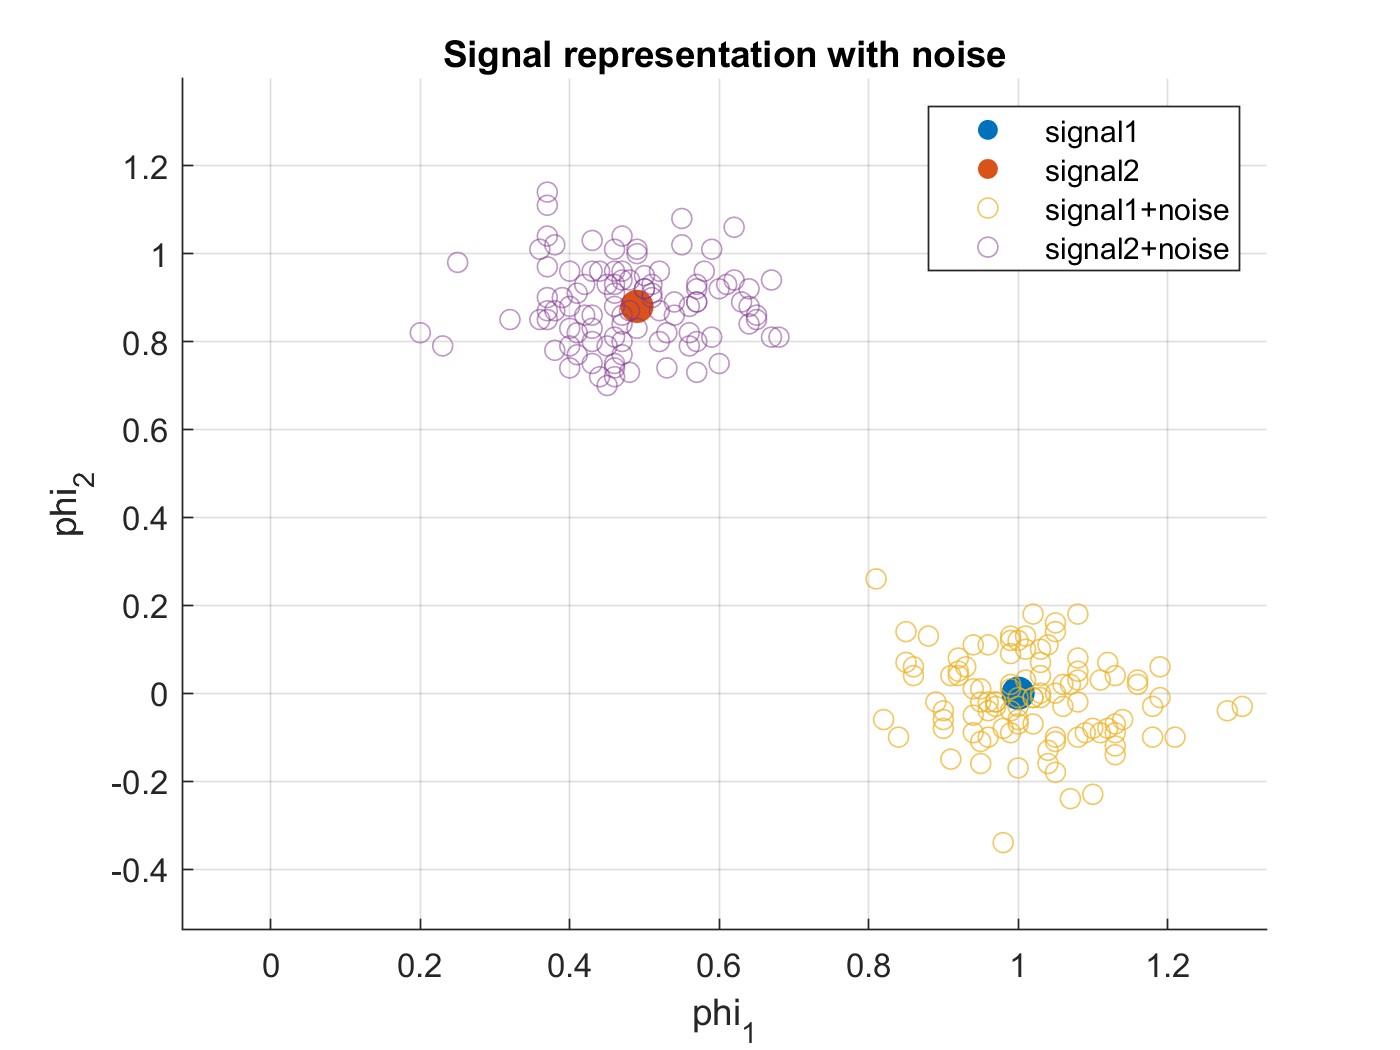 Signal representation with noise
signal1
signal2
signal1+noise
signal2+noise
1.2
1
0.8
0.6
0.4
0.2
0
-0.2
-0.4
phi2
0 0.2 0.4 0.6 0.8 1 1.2
phi1